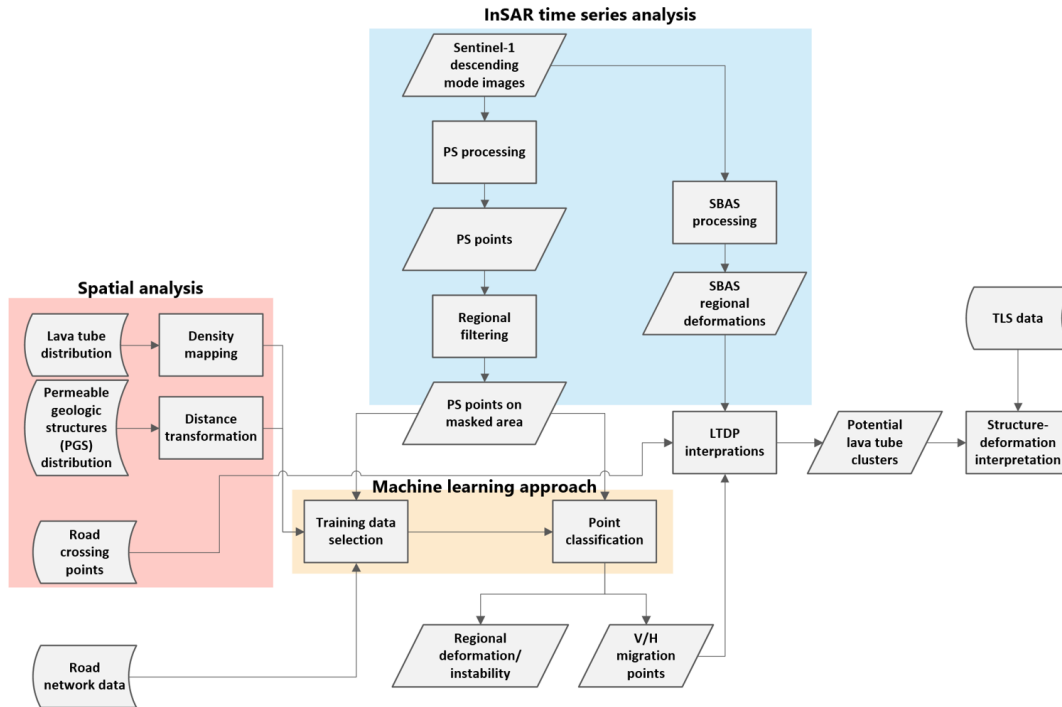 InSAR time series analysis
Sentinel-1
descending
mode images
PS processing
SBAS
processing
PS points
Spatial analysis
SBAS
regional
deformations
Lava tube
distribution
Density
mapping
Regional
filtering
TLS data
Permeable
geologic
structures
(PGS)
distribution
Distance
transformation
PS points on
masked area
LTDP
interprations
Potential
lava tube
clusters
Structure-
deformation
interpretation
Machine learning approach
Road
crossing
points
Training data
selection
Point
classification
Regional
deformation/
instability
V/H
migration
points
Road
network data